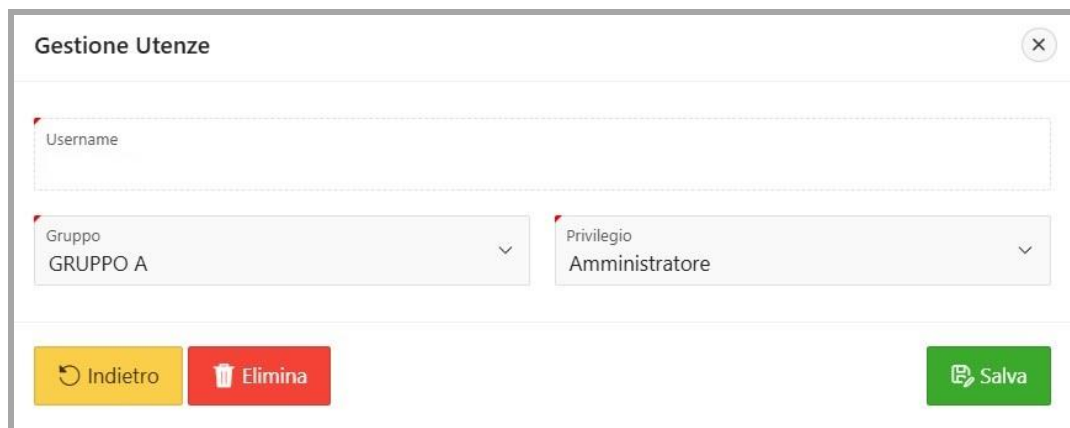 Gestione Utenze
Username
Gruppo
GRUPPO A
Privilegio
Amministratore
Indietro
Elimina
Salva